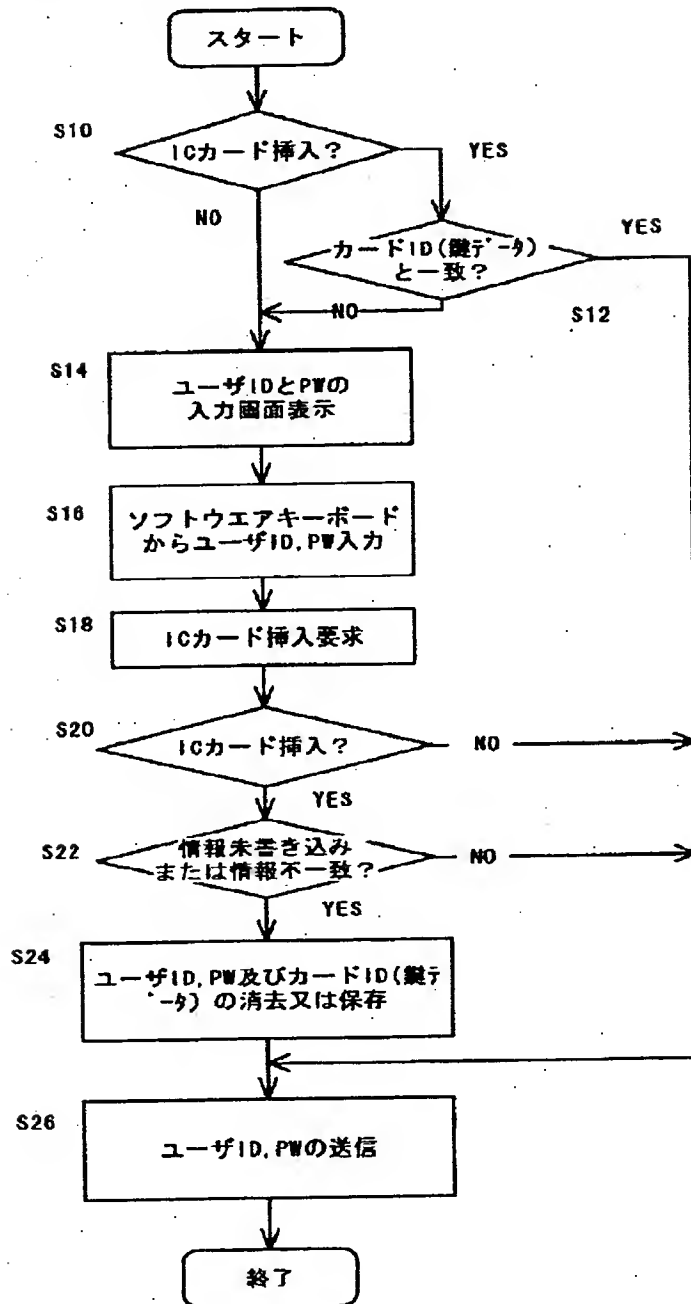 スタート
S10
ICカード挿入？
YES
NO
カードID(鍵ﾃﾞｰﾀ)
と一致？
YES
NO
S12
S14
ユーザIDとPWの
入力画面表示
S16
ソフトウエアキーボード
からユーザID,PW入力
S18
ICカード挿入要求
S20
ICカード挿入？
NO
YES
S22
情報未書き込み
または情報不一致？
NO
YES
S24
ユーザID,PW及びカードID(鍵ﾃ
ﾞｰﾀ)の消去又は保存
S26
ユーザID,PWの送信
終了